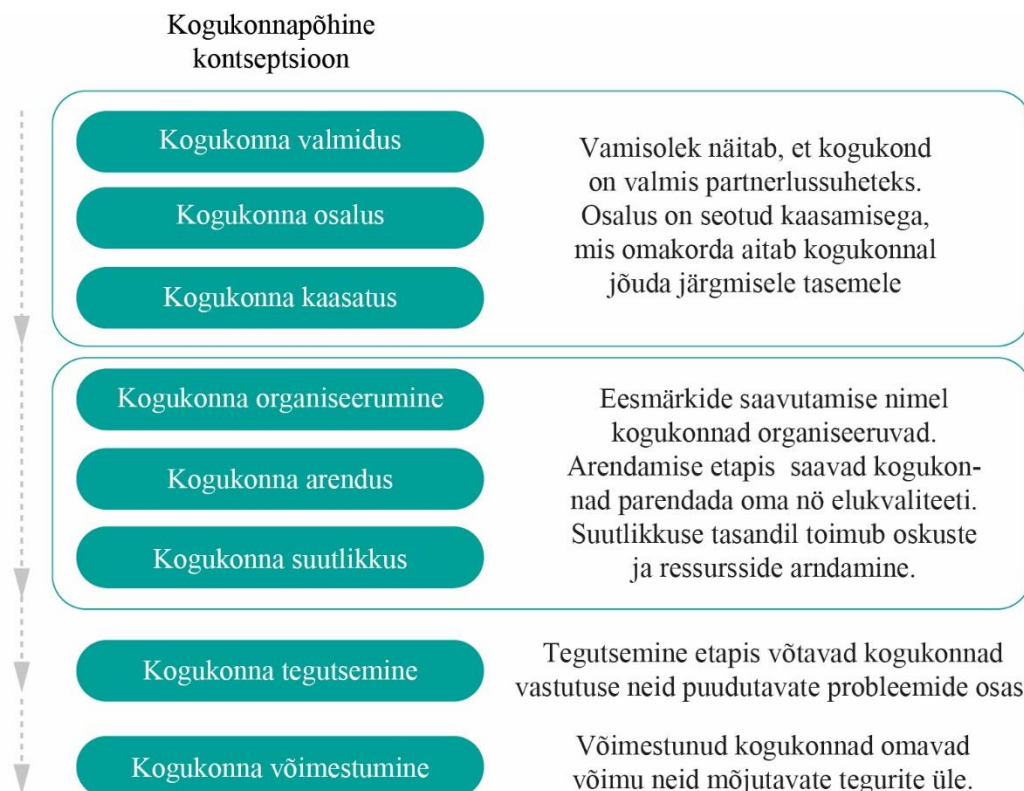 Kogukonnapõhine
kontseptsioon
Kogukonna valmidus
Kogukonna osalus
Kogukonna kaasatus
Vamisolek näitab, et kogukond
on valmis partnerlussuheteks.
Osalus on seotud kaasamisega,
mis omakorda aitab kogukonnal
jõuda järgmisele tasemele
Kogukonna organiseerumine
Kogukonna arendus
Kogukonna suutlikkus
Eesmärkide saavutamise nimel
kogukonnad organiseeruvad.
Arendamise etapis saavad kogukon-
nad parendada oma nö elukvaliteeti.
Suutlikkuse tasandil toimub oskuste
ja ressursside arndamine.
Kogukonna tegutsemine
Tegutsemine etapis võtavad kogukonnad
vastutuse neid puudutavate probleemide osas
Kogukonna võimestumine
Võimestunud kogukonnad omavad
võimu neid mõjutavate tegurite üle.